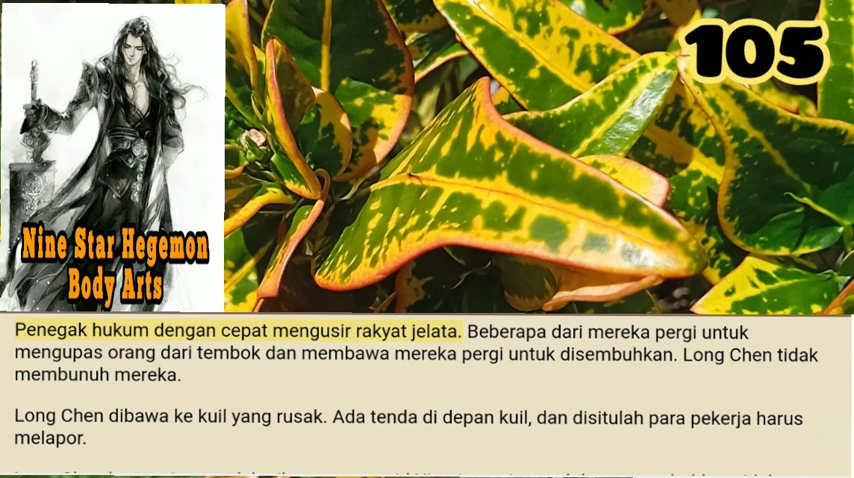 105
Nine Star Hegemon
Body Arts
Penegak hukum dengan cepat mengusir rakyat jelata. Beberapa dari mereka pergi untuk
mengupas orang dari tembok dan membawa mereka pergi untuk disembuhkan. Long Chen tidak
membunuh mereka.
Long Chen dibawa ke kuil yang rusak. Ada tenda di depan kuil, dan disitulah para pekerja harus
melapor.